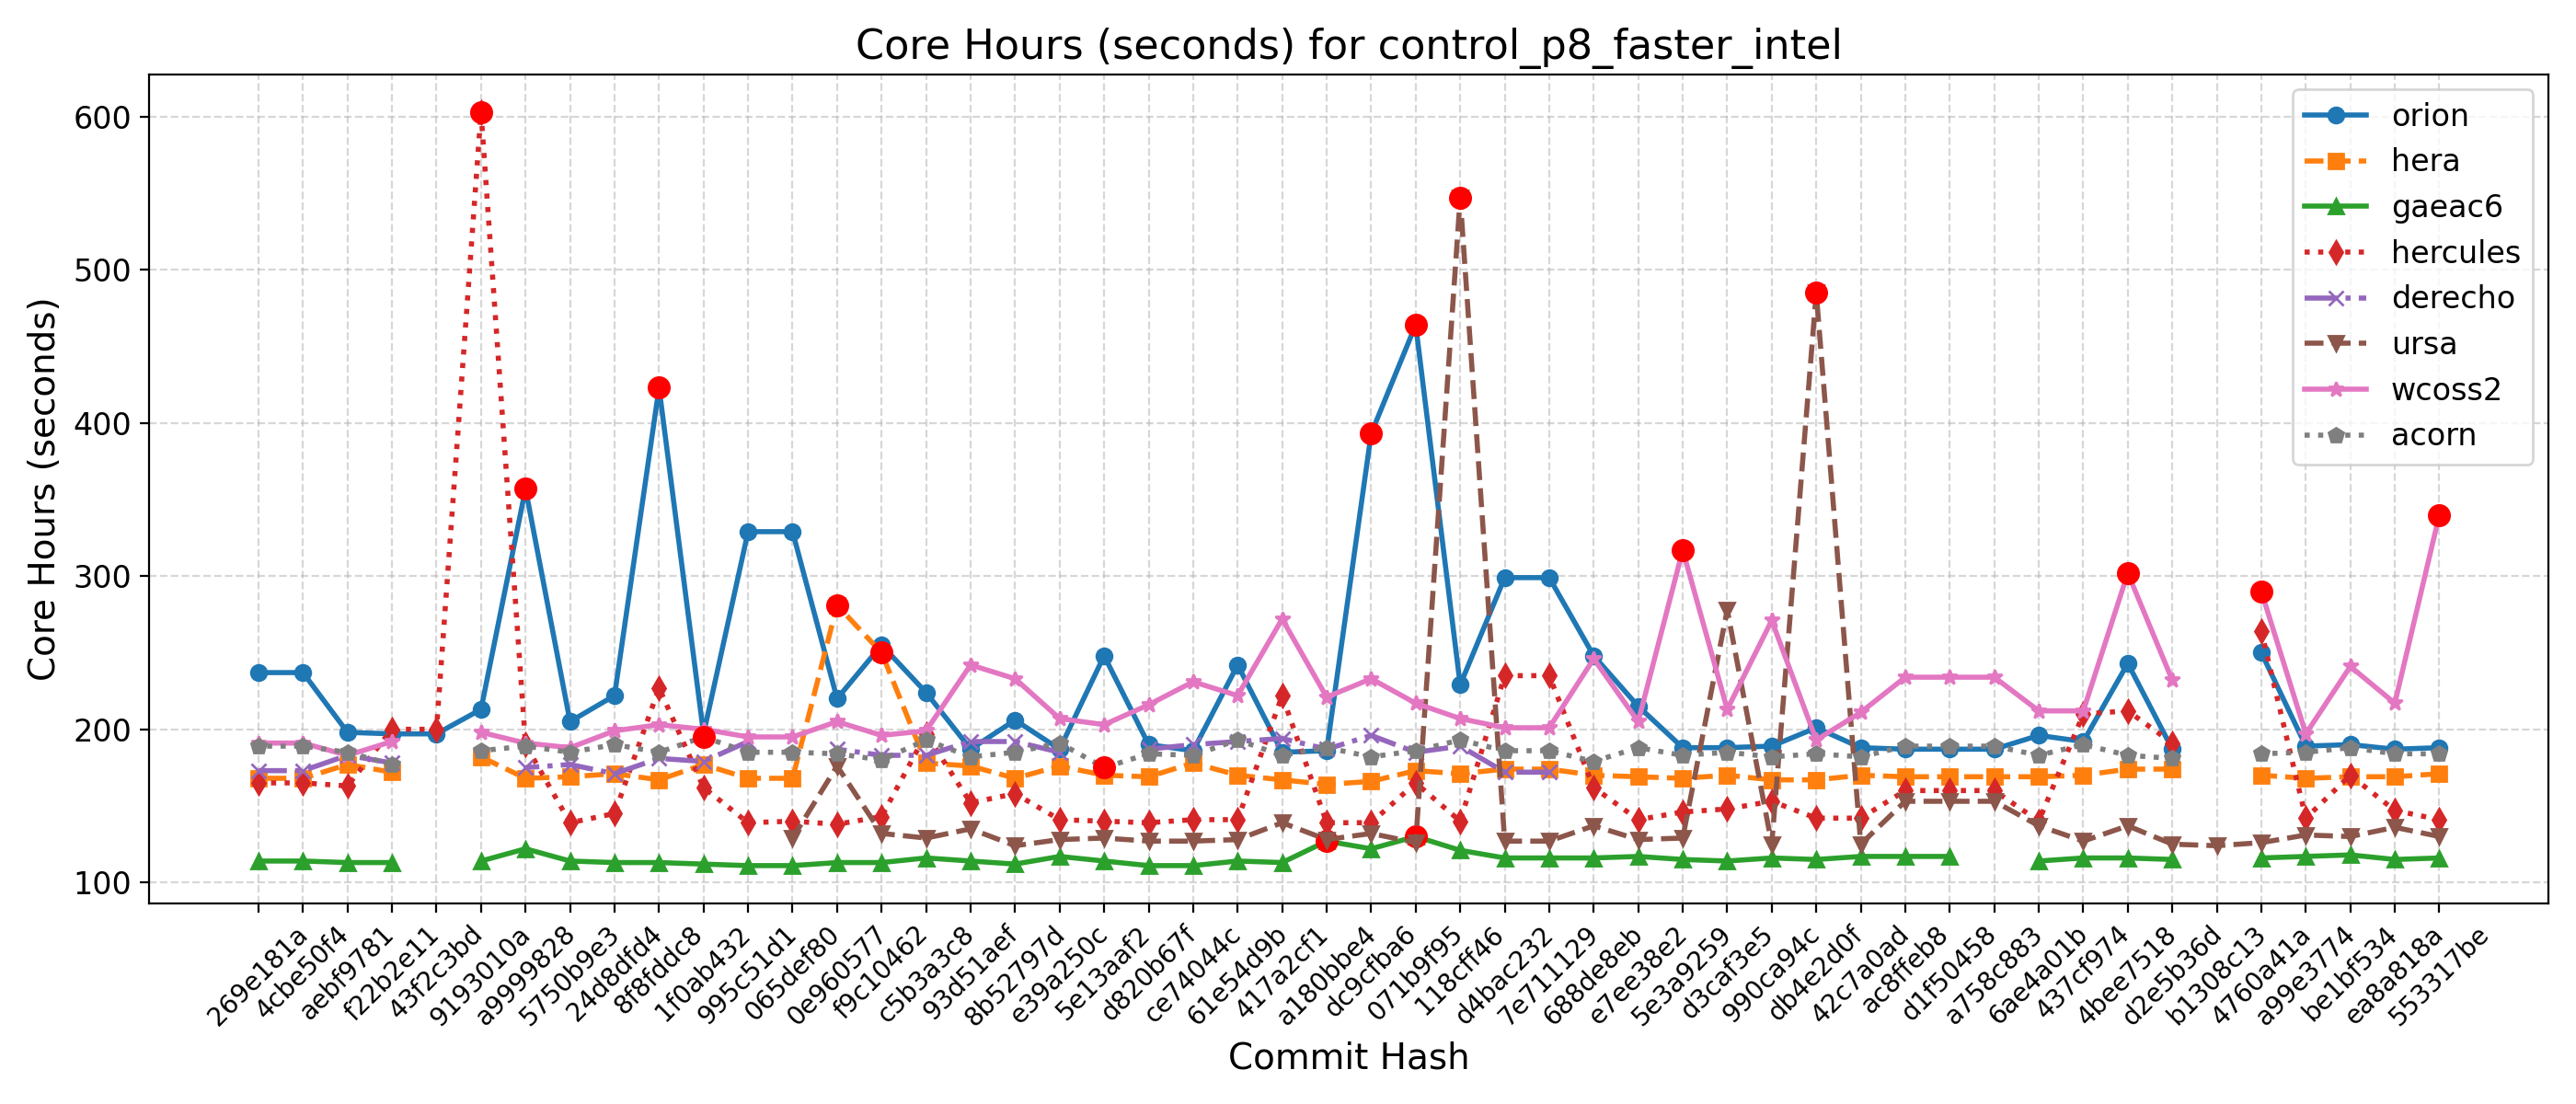 Core Hours (seconds) for control_p8_faster_intel
Core Hours (seconds)
600
500
400
300
200
100
orion
hera
gaeac6
hercules
derecho
ursa
wcoss2
acorn
269e181a
4cbe50f4
aebf9781
f22b2e11
43f2c3bd
9193010a
a9999828
5750b9e3
24d8dfd4
8f8fddc8
1f0ab432
995c51d1
065def80
0e960577
f9c10462
c5b3a3c8
93d51aef
8b52797d
e39a250c
5e13aaf2
d820b67f
ce74044c
61e54d9b
417a2cf1
a180bbe4
dc9cfba6
071b9f95
118cff46
d4bac232
7e711129
688de8eb
e7ee38e2
5e3a9259
d3caf3e5
990ca94c
db4e2d0f
42c7a0ad
ac8ffeb8
d1f50458
a758c883
6ae4a01b
437cf974
4bee7518
d2e5b36d
b1308c13
4760a41a
a99e3774
be1bf534
ea8a818a
553317be
Commit Hash